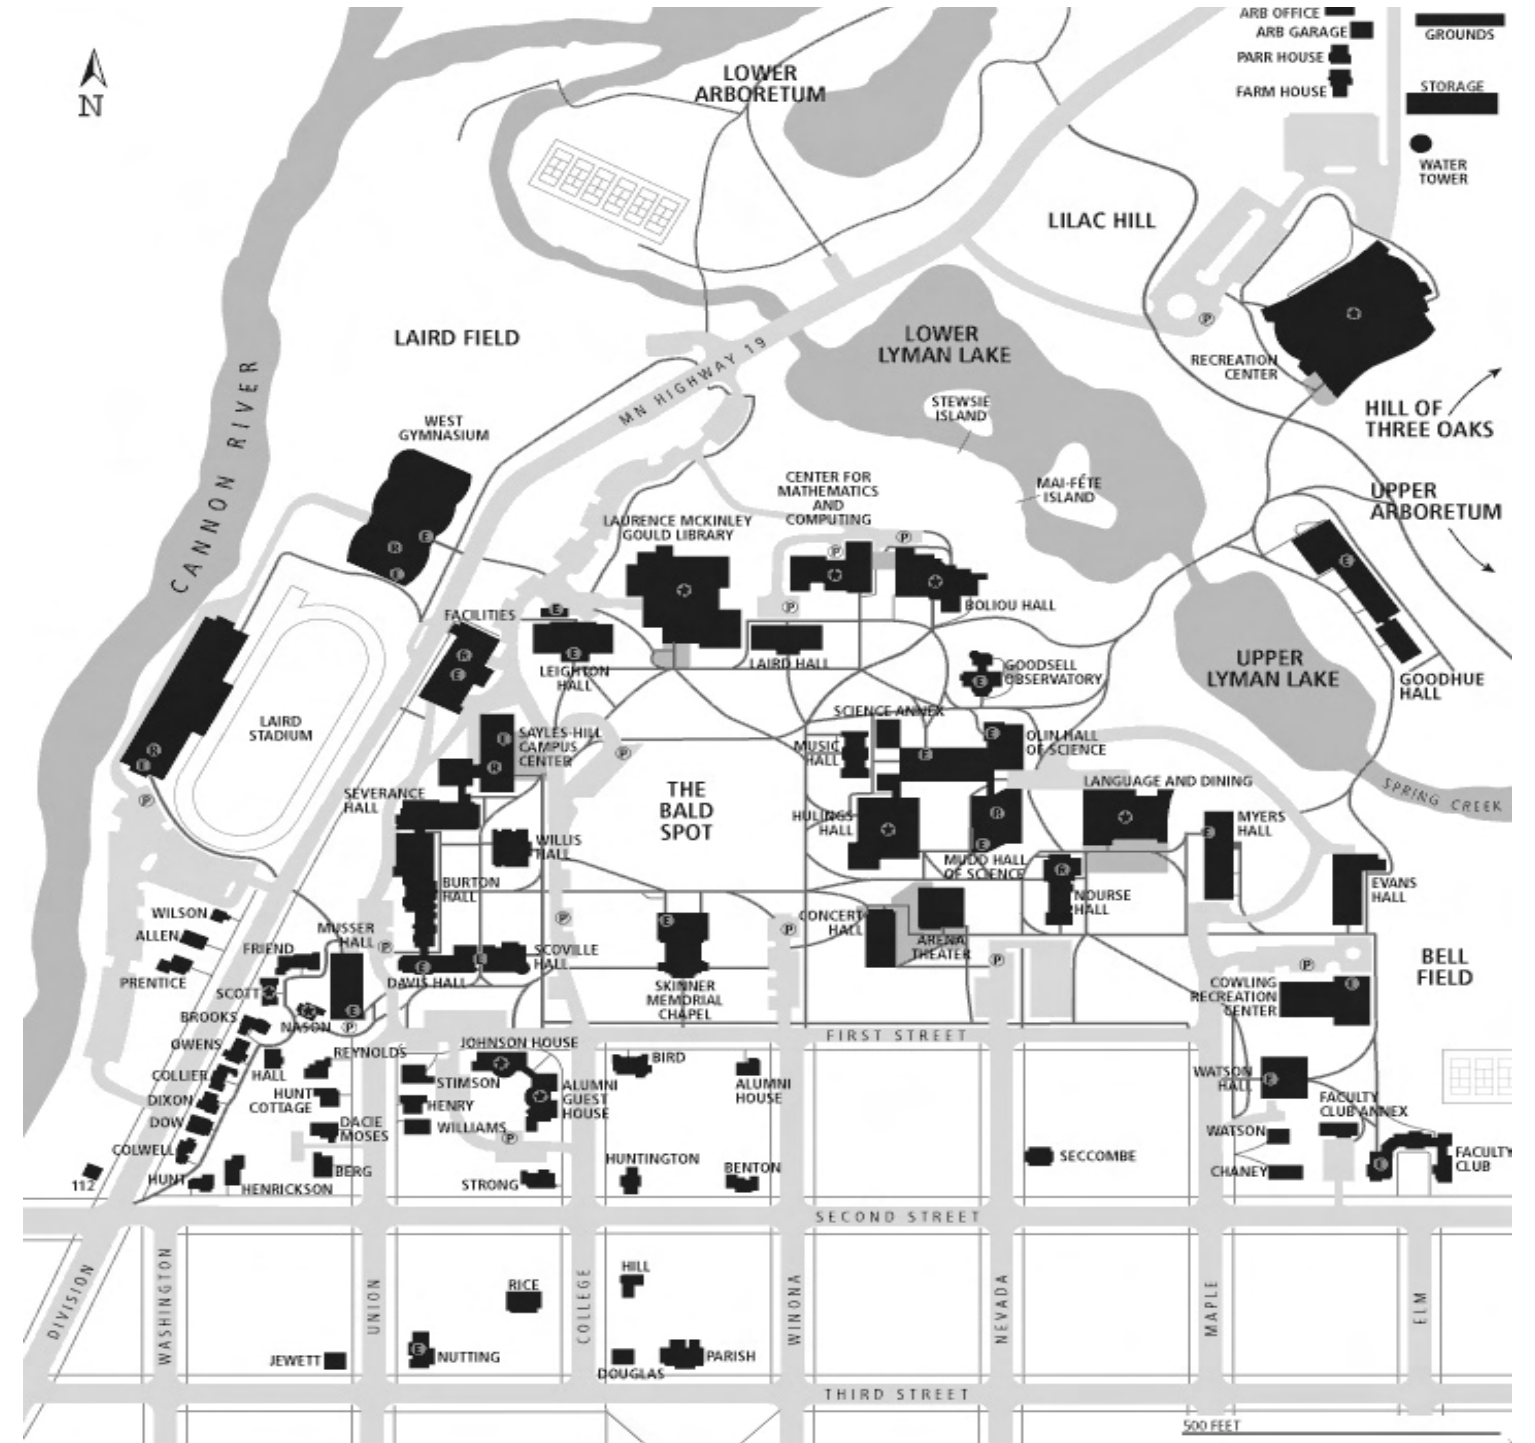 ARB OFFICE
ARB GARAGE
PARR HOUSE
FARM HOUSE
GROUNDS
STORAGE
WATER
TOWER
N
LOWER
ARBORETUM
LILAC HILL
LAIRD FIELD
MN HIGHWAY 19
LOWER
LYMAN LAKE
STEWSIE
ISLAND
MAI-FÉTE
ISLAND
RECREATION
CENTER
HILL OF
THREE OAKS
UPPER
ARBORETUM
CANNON RIVER
WEST
GYMNASIUM
CENTER FOR
MATHEMATICS
AND
COMPUTING
LAURENCE MCKINLEY
GOULD LIBRARY
BOLIOU HALL
FACILITIES
LEIGHTON
HALL
LAIRD HALL
GOODSELL
OBSERVATORY
UPPER
LYMAN LAKE
GOODHUE
HALL
LAIRD
STADIUM
SAYLES-HILL
CAMPUS
CENTER
SCIENCE ANNEX
MUSIC
HALL
OLIN HALL
OF SCIENCE
LANGUAGE AND DINING
SPRING CREEK
SEVERANCE
HALL
THE
BALD
SPOT
HULINGS
HALL
MYERS
HALL
WILLIS
HALL
MUDD HALL
OF SCIENCE
BURTON
HALL
NOURSE
HALL
EVANS
HALL
WILSON
ALLEN
PRENTICE
FRIEND
MUSSER
HALL
SCOTT
BROOKS
NASON
OWENS
DAVIS HALL
SCOVILLE
HALL
SKINNER
MEMORIAL
CHAPEL
CONCERT
HALL
ARENA
THEATER
BELL
FIELD
COWLING
RECREATION
CENTER
FIRST STREET
JOHNSON HOUSE
REYNOLDS
COLLIER
HALL
HUNT
COTTAGE
DIXON
DOW
COLWELL
HUNT
112
HENRICKSON
DACIE
MOSES
BERG
STIMSON
HENRY
WILLIAMS
ALUMNI
GUEST
HOUSE
BIRD
ALUMNI
HOUSE
STRONG
HUNTINGTON
BENTON
SECCOMBE
WATSON
HALL
FACULTY
CLUB ANNEX
WATSON
CHANEY
FACULTY
CLUB
SECOND STREET
DIVISION
WASHINGTON
UNION
COLLEGE
WINONA
NEVADA
MAPLE
ELM
RICE
HILL
JEWETT
NUTTING
DOUGLAS
PARISH
THIRD STREET
500 FEET